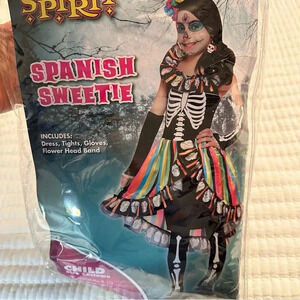 SPIRIT
SPANISH
SWEETIE
INCLUDES:
Dress, Tights, Gloves,
Flower Head Band
CHILD